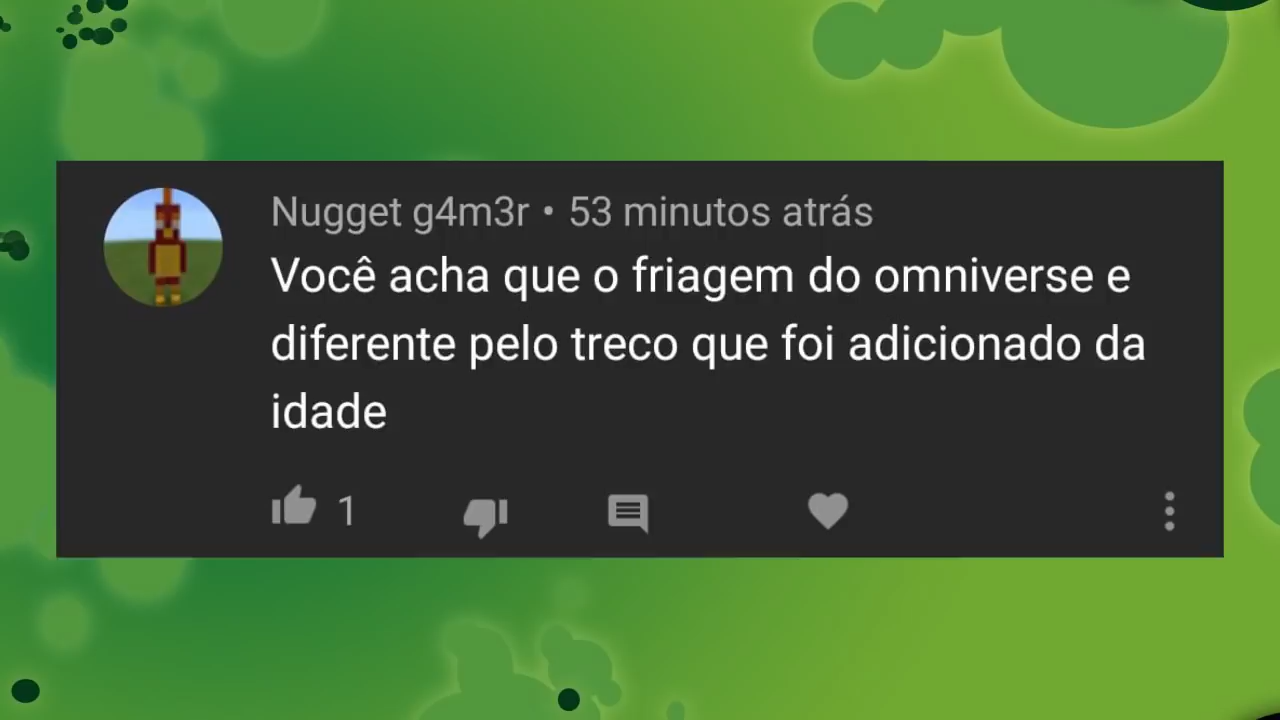 Nugget g4m3r • 53 minutos atrás
Você acha que o friagem do omniverse e
diferente pelo treco que foi adicionado da
idade
1